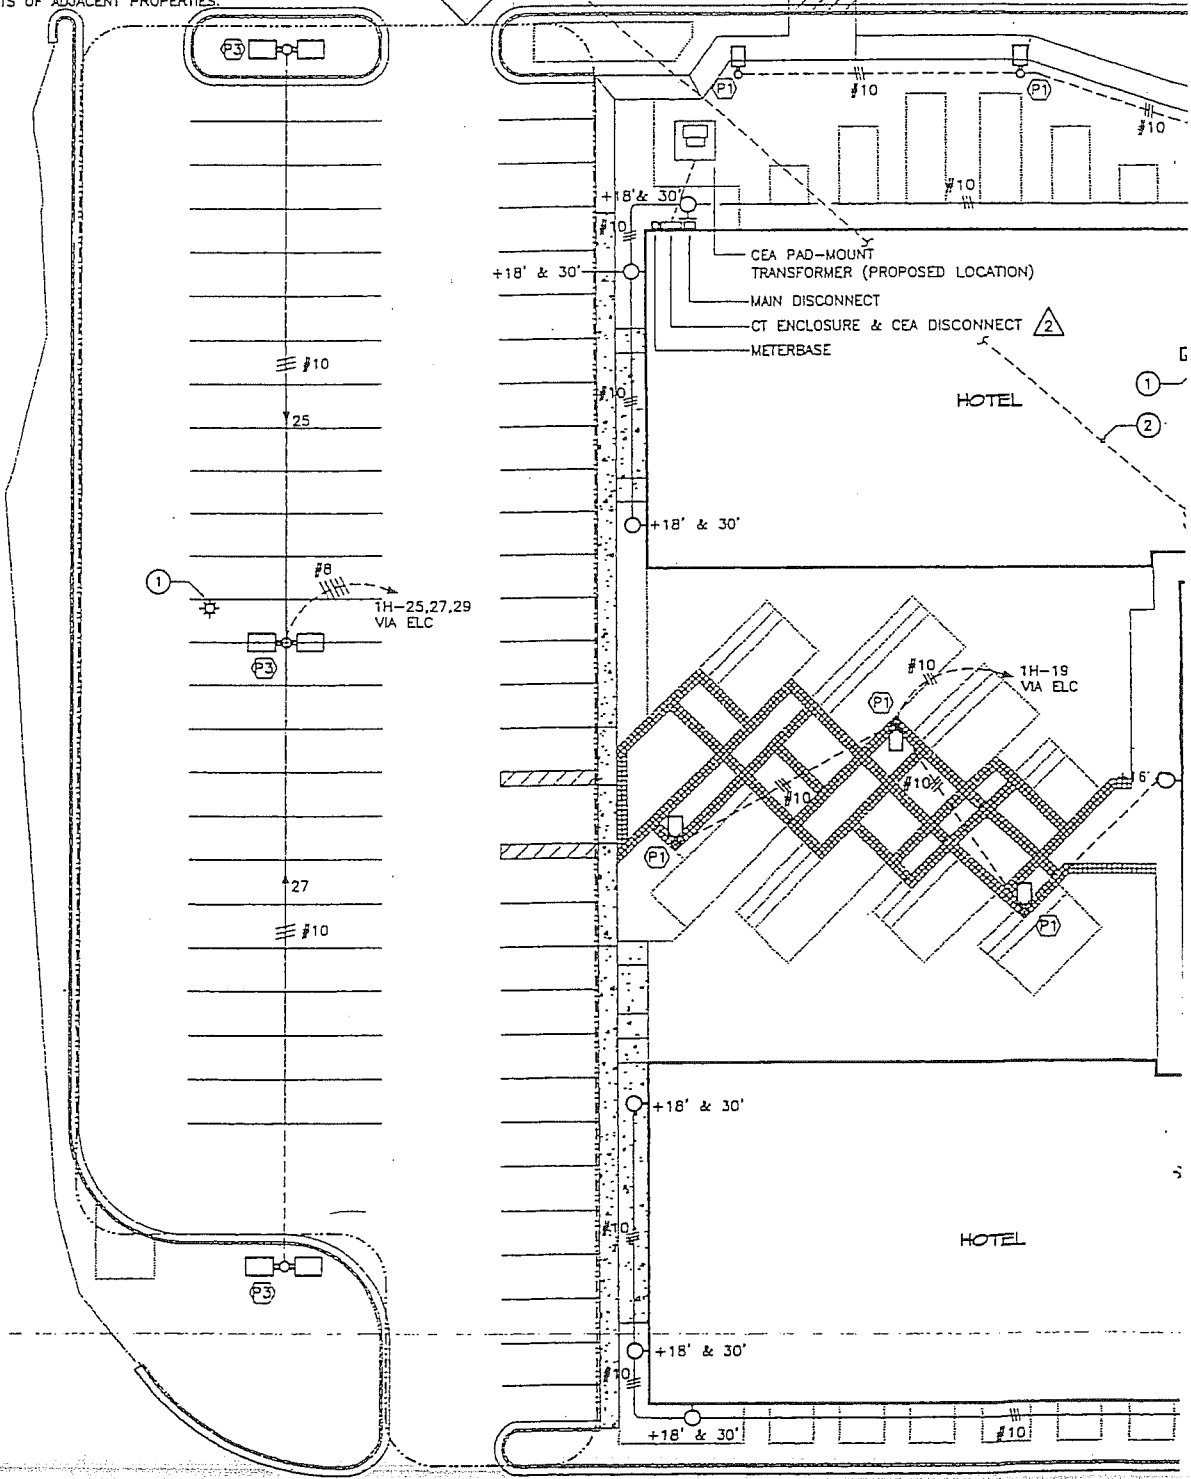 TS OF ADJACENT PROPERTIES.
P3
P1
#10
P1
#10
#10
+18' & 30'
#10
+18' & 30'
CEA PAD-MOUNT
TRANSFORMER (PROPOSED LOCATION)
MAIN DISCONNECT
CT ENCLOSURE & CEA DISCONNECT
2
METERBASE
#10
1
25
#10
HOTEL
2
+18' & 30'
#8
1
1H-25,27,29
VIA ELC
P3
#10
1H-19
VIA ELC
P1
6'
#10
#10
P1
27
P1
#10
+18' & 30'
#10
HOTEL
P3
+18' & 30'
#10
+18' & 30'
#10